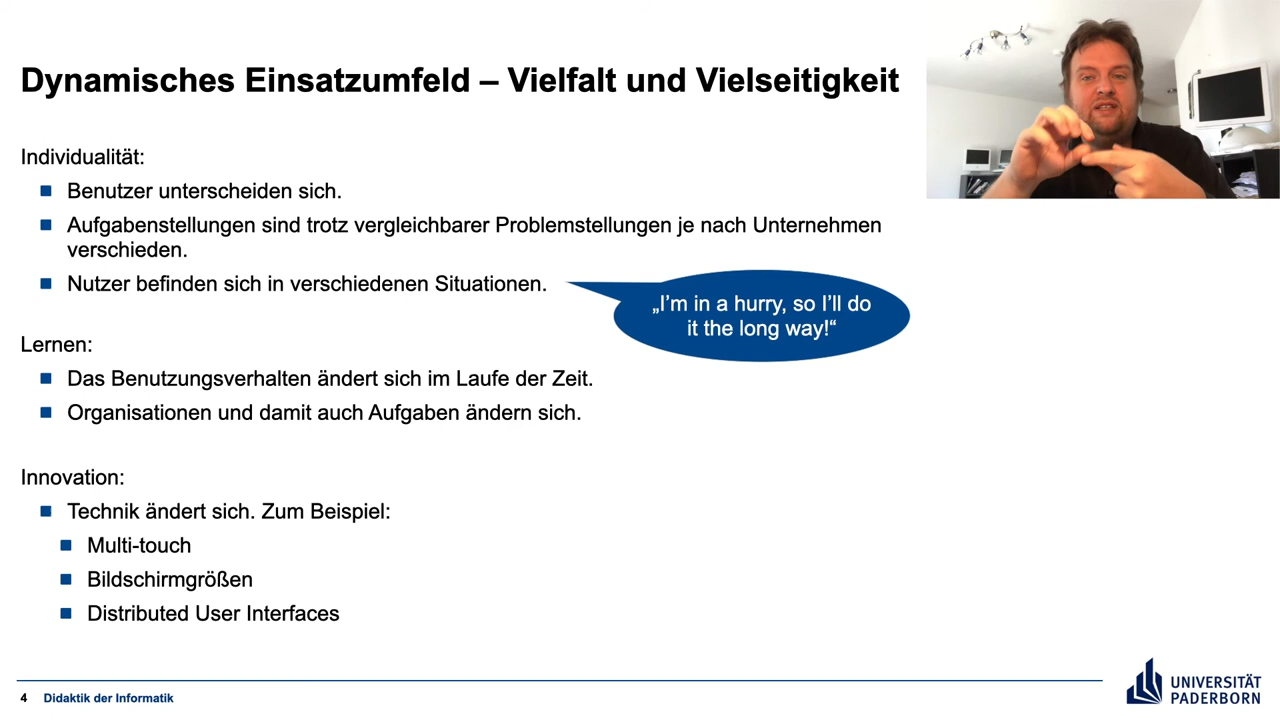 Dynamisches Einsatzumfeld – Vielfalt und Vielseitigkeit
Individualität:
Benutzer unterscheiden sich.
Aufgabenstellungen sind trotz vergleichbarer Problemstellungen je nach Unternehmen
verschieden.
Nutzer befinden sich in verschiedenen Situationen.
„I’m in a hurry, so I’ll do
it the long way!“
Lernen:
Das Benutzungsverhalten ändert sich im Laufe der Zeit.
Organisationen und damit auch Aufgaben ändern sich.
Innovation:
Technik ändert sich. Zum Beispiel:
Multi-touch
Bildschirmgrößen
Distributed User Interfaces
4 Didaktik der Informatik
UNIVERSITÄT
PADERBORN